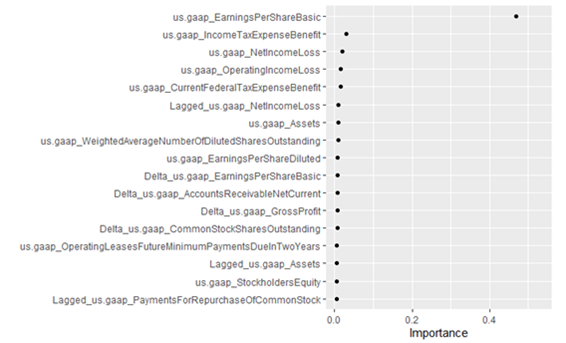 us.gaap_EarningsPerShareBasic
us.gaap_IncomeTaxExpenseBenefit
us.gaap_NetIncomeLoss
us.gaap_OperatingIncomeLoss
us.gaap_CurrentFederalTaxExpenseBenefit
Lagged_us.gaap_NetIncomeLoss
us.gaap_Assets
us.gaap_WeightedAverageNumberOfDilutedSharesOutstanding
us.gaap_EarningsPerShareDiluted
Delta_us.gaap_EarningsPerShareBasic
Delta_us.gaap_AccountsReceivableNetCurrent
Delta_us.gaap_GrossProfit
Delta_us.gaap_CommonStockSharesOutstanding
us.gaap_OperatingLeasesFutureMinimumPaymentsDueInTwoYears
Lagged_us.gaap_Assets
us.gaap_StockholdersEquity
Lagged_us.gaap_PaymentsForRepurchaseOfCommonStock
0.0 0.2 0.4
Importance